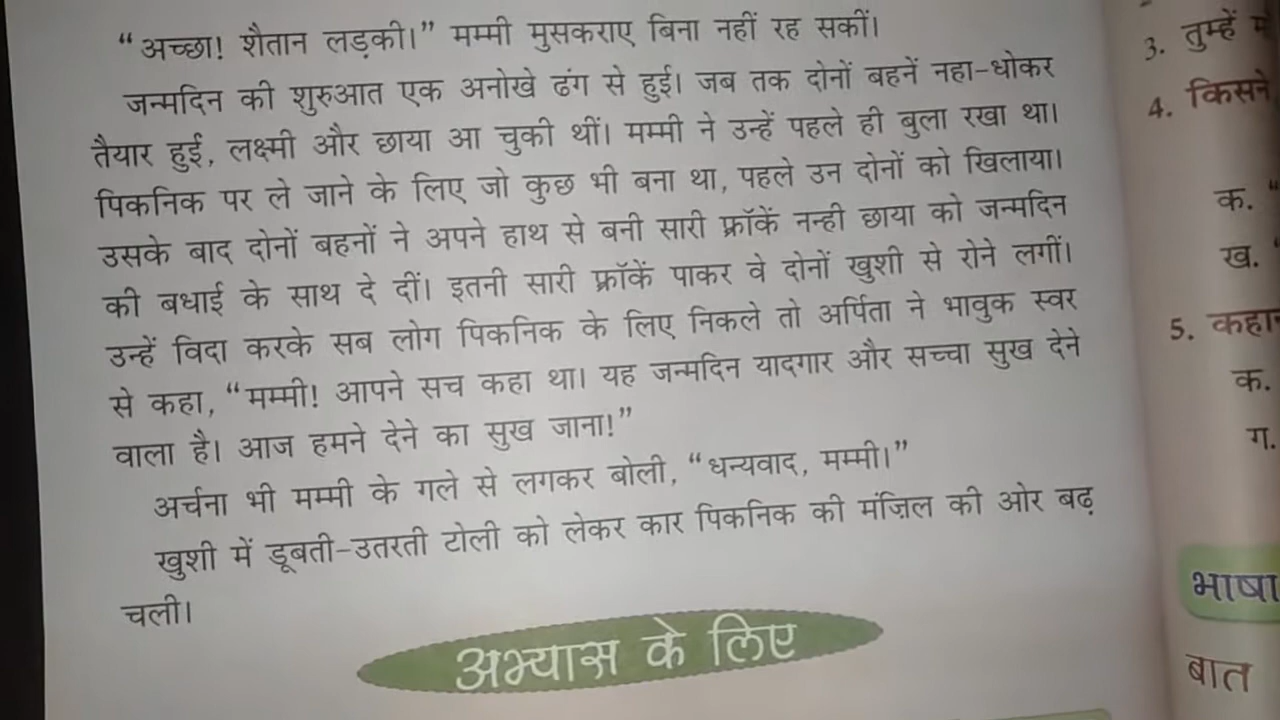 “अच्छा! शैतान लड़की।” मम्मी मुसकराए बिना नहीं रह सकीं।
जन्मदिन की शुरुआत एक अनोखे ढंग से हुई। जब तक दोनों बहनें नहा-धोकर
तैयार हुई, लक्ष्मी और छाया आ चुकी थीं। मम्मी ने उन्हें पहले ही बुला रखा था।
पिकनिक पर ले जाने के लिए जो कुछ भी बना था, पहले उन दोनों को खिलाया।
उसके बाद दोनों बहनों ने अपने हाथ से बनी सारी फ्रॉकें नन्ही छाया को जन्मदिन
की बधाई के साथ दे दीं। इतनी सारी फ्रॉकें पाकर वे दोनों खुशी से रोने लगीं।
उन्हें विदा करके सब लोग पिकनिक के लिए निकले तो अर्पिता ने भावुक स्वर
से कहा, “मम्मी! आपने सच कहा था। यह जन्मदिन यादगार और सच्चा सुख देने
वाला है। आज हमने देने का सुख जाना!”
अर्चना भी मम्मी के गले से लगकर बोली, “धन्यवाद, मम्मी।”
खुशी में डूबती-उतरती टोली को लेकर कार पिकनिक की मंज़िल की ओर बढ़
चली।
अभ्यास के लिए
3. तुम्हें
4. किसने
क.
ख.
5.
क.
ग.
भाषा
बात